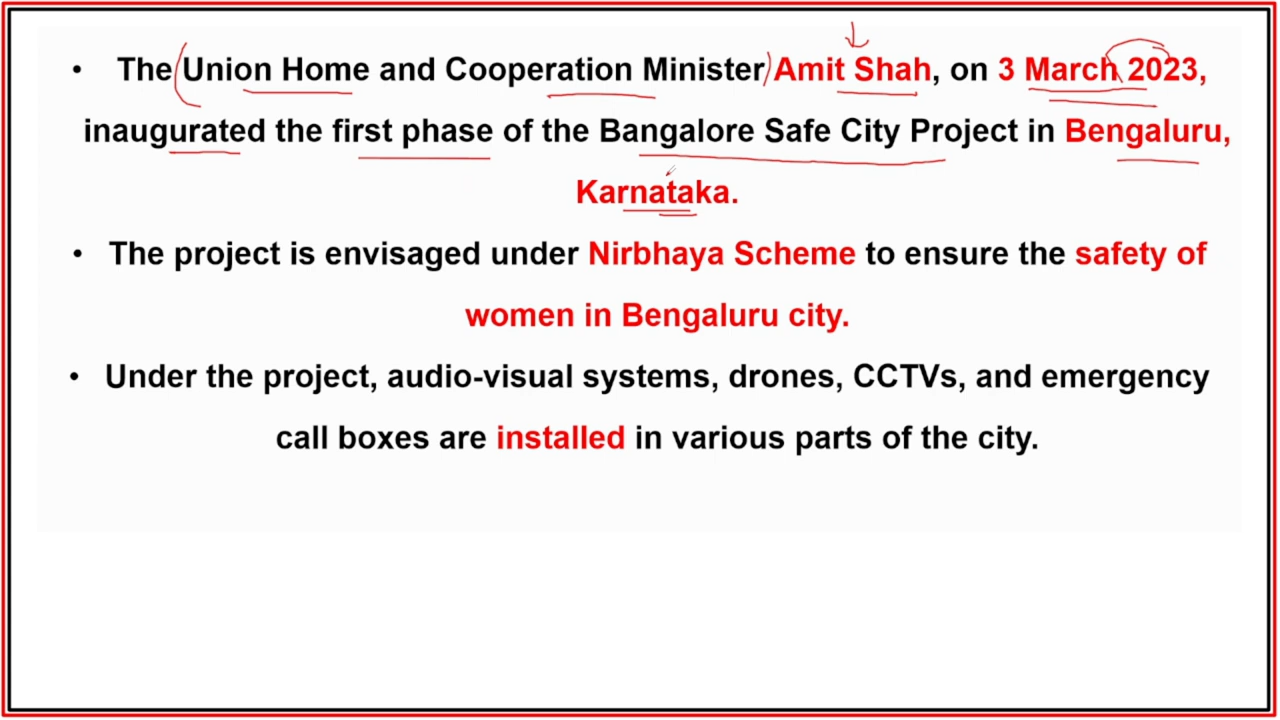 • The Union Home and Cooperation Minister Amit Shah, on 3 March 2023,
inaugurated the first phase of the Bangalore Safe City Project in Bengaluru,
Karnataka.
• The project is envisaged under Nirbhaya Scheme to ensure the safety of
women in Bengaluru city.
• Under the project, audio-visual systems, drones, CCTVs, and emergency
call boxes are installed in various parts of the city.